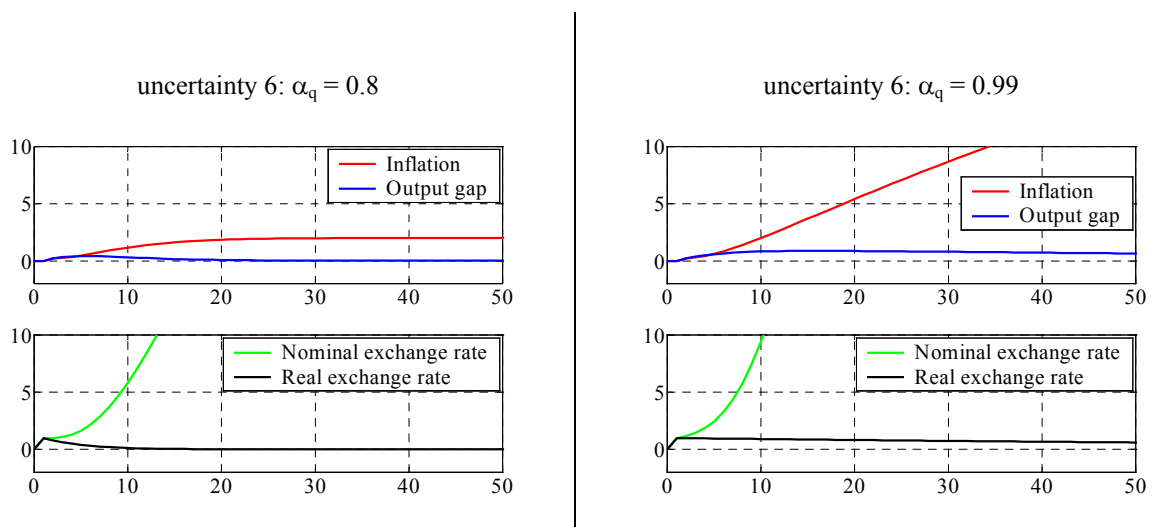 uncertainty 6: αq = 0.8
10
5
0
Inflation
Output gap
0 10 20 30 40 50
10
5
0
Nominal exchange rate
Real exchange rate
0 10 20 30 40 50
uncertainty 6: αq = 0.99
10
5
0
Inflation
Output gap
0 10 20 30 40 50
10
5
0
Nominal exchange rate
Real exchange rate
0 10 20 30 40 50